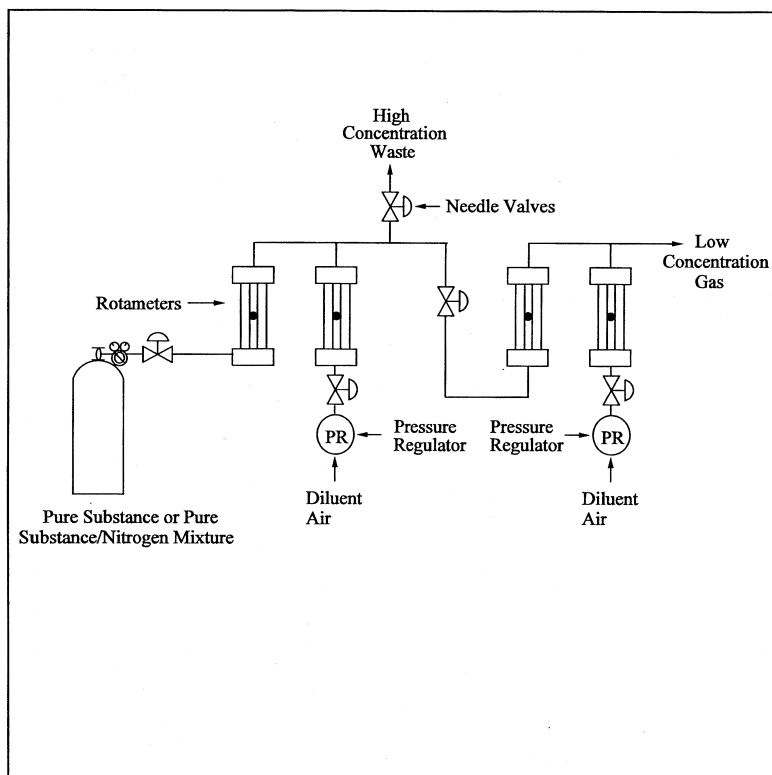 High
Concentration
Waste
Needle Valves
Low
Concentration
Gas
Rotameters
PR
Pressure
Regulator
Pressure
Regulator
PR
Diluent
Air
Diluent
Air
Pure Substance or Pure
Substance/Nitrogen Mixture